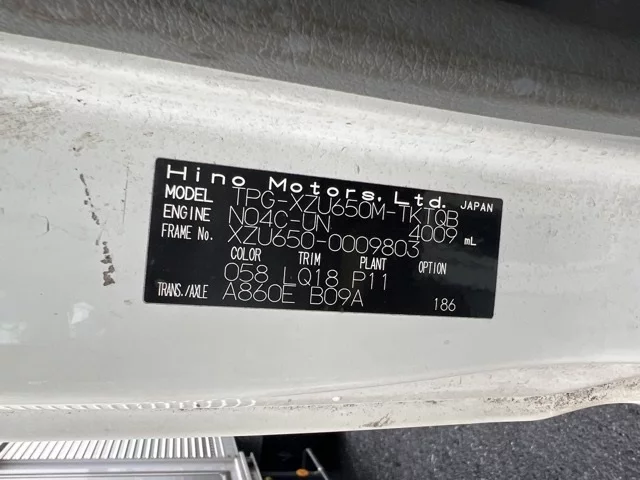 Hino Motors, Ltd. JAPAN
MODEL TPG-XZU650M-TKTQB
ENGINE N04C-UN 4009 mL
FRAME No. XZU650-0009803
COLOR TRIM PLANT OPTION
058 LQ18 P11
TRANS./AXLE A860E B09A 186